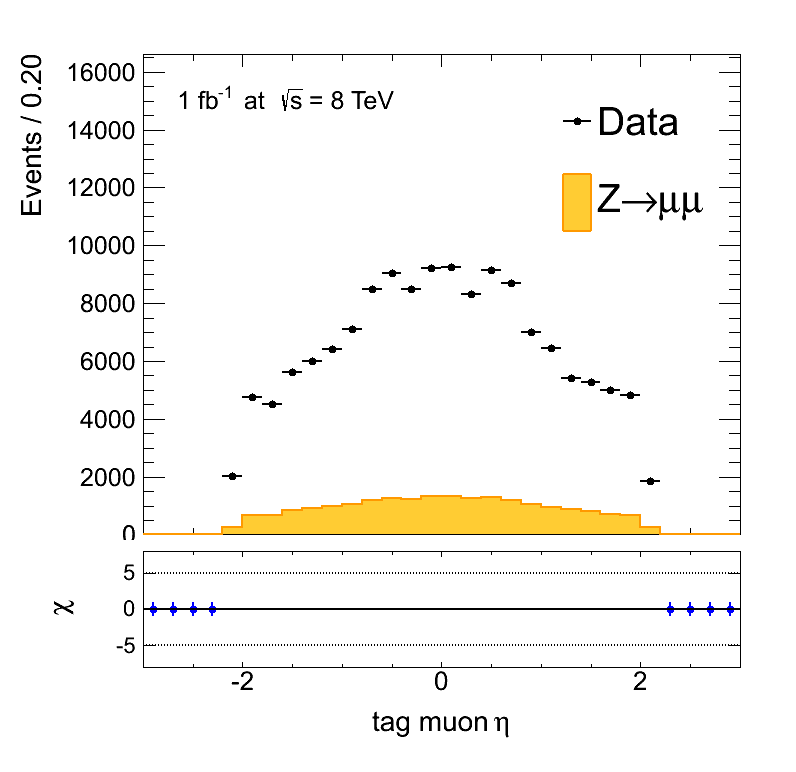 Events / 0.20
16000
14000
12000
10000
8000
6000
4000
2000
0
1 fb⁻¹ at √s = 8 TeV
Data
Z→μμ
χ
5
0
-5
-2 0 2
tag muon η